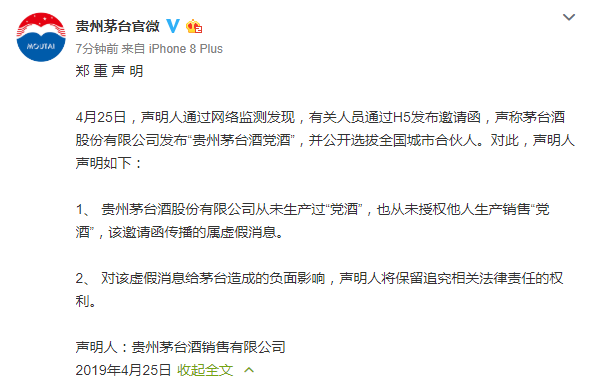 贵州茅台官微
MOUTAI
7分钟前 来自 iPhone 8 Plus
郑 重 声 明
4月25日，声明人通过网络监测发现，有关人员通过H5发布邀请函，声称茅台酒
股份有限公司发布“贵州茅台酒党酒”，并公开选拔全国城市合伙人。对此，声明人
声明如下：
1、 贵州茅台酒股份有限公司从未生产过“党酒”，也从未授权他人生产销售“党
酒”，该邀请函传播的属虚假消息。
2、 对该虚假消息给茅台造成的负面影响，声明人将保留追究相关法律责任的权
利。
声明人：贵州茅台酒销售有限公司
2019年4月25日 收起全文